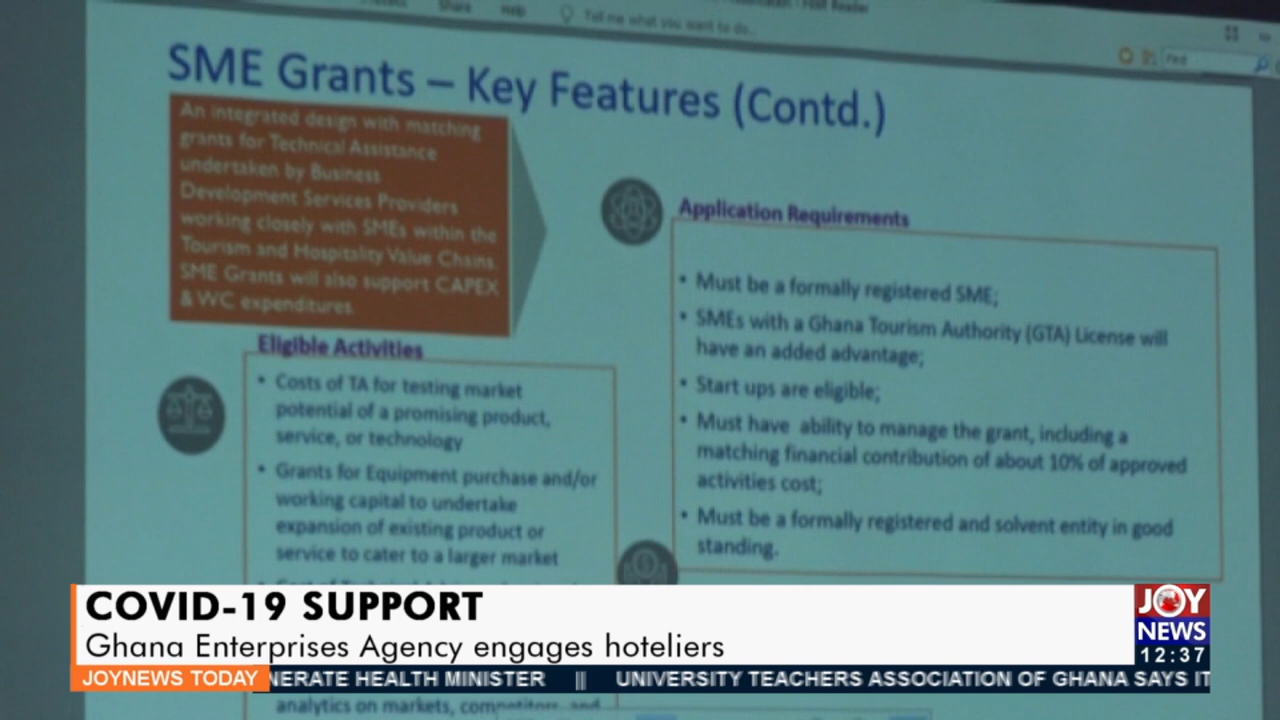 Share Help Tell me what you want to do...
SME Grants – Key Features (Contd.)
An integrated design with matching
grants for Technical Assistance
undertaken by Business
Development Services Providers
working closely with SMEs within the
Tourism and Hospitality Value Chains.
SME Grants will also support CAPEX
& WC expenditures.
Eligible Activities
• Costs of TA for testing market
potential of a promising product,
service, or technology
• Grants for Equipment purchase and/or
working capital to undertake
expansion of existing product or
service to cater to a larger market
Application Requirements
• Must be a formally registered SME;
• SMEs with a Ghana Tourism Authority (GTA) License will
have an added advantage;
• Start ups are eligible;
• Must have ability to manage the grant, including a
matching financial contribution of about 10% of approved
activities cost;
• Must be a formally registered and solvent entity in good
standing.
COVID-19 SUPPORT
Ghana Enterprises Agency engages hoteliers
JOY
NEWS
12:37
JOYNEWS TODAY
NERATE HEALTH MINISTER || UNIVERSITY TEACHERS ASSOCIATION OF GHANA SAYS IT
analytics on markets, competitors, and